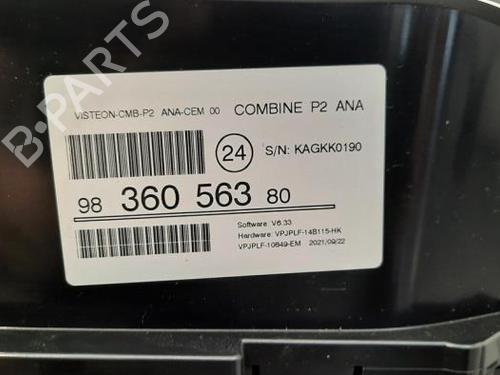 VISTEON-CMB-P2 ANA-CEM 00 COMBINE P2 ANA
24 S/N: KAGKK0190
98 360 563 80
Software: V6.33
Hardware: VPJPLF-14B115-HK
VPJPLF-10849-EM 2021/09/22
B-PARTS